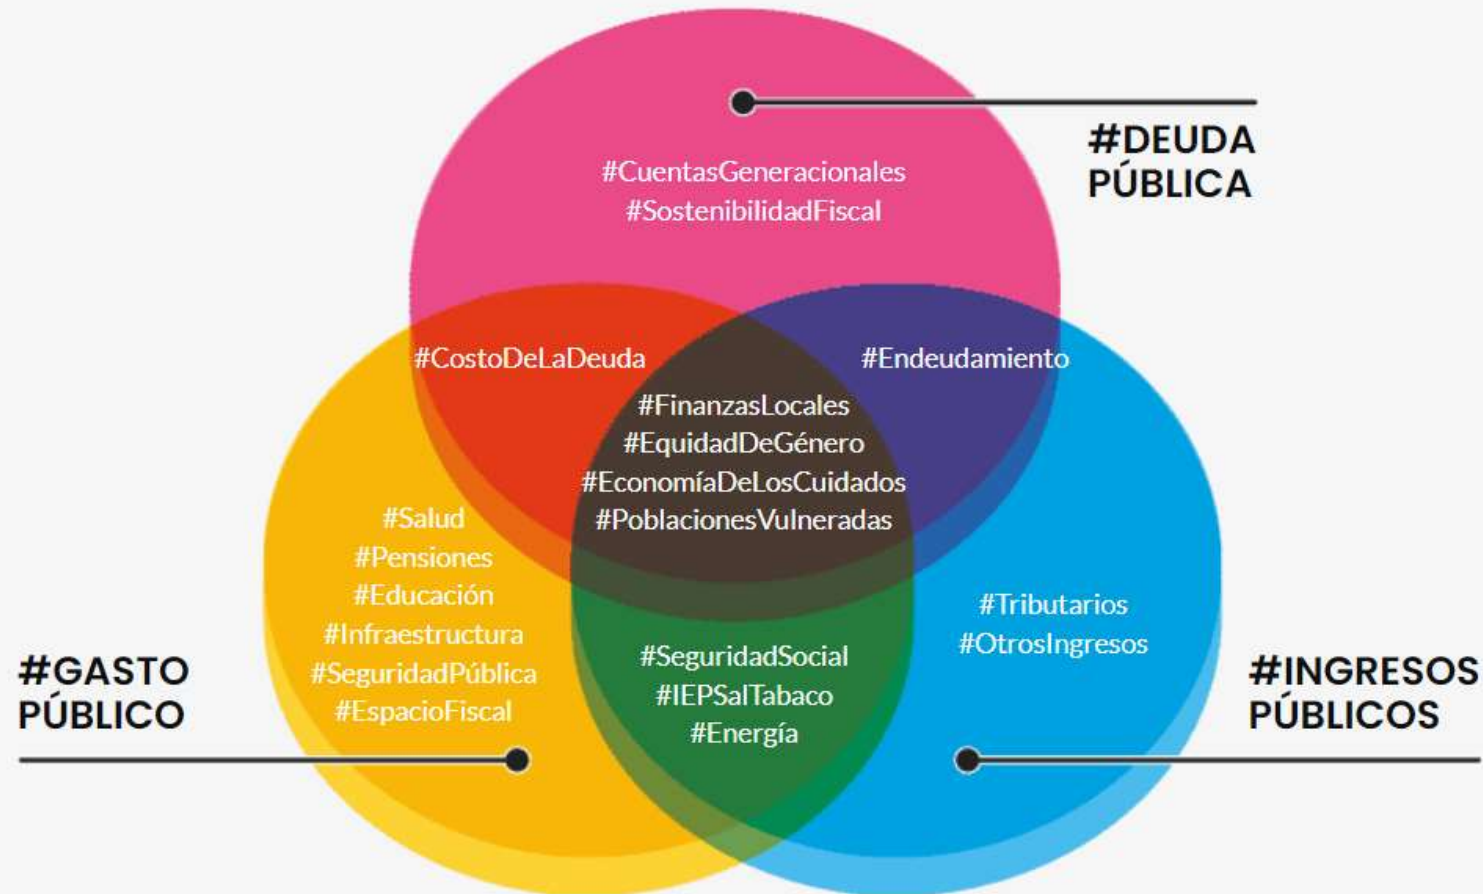 #DEUDA
PÚBLICA
#CuentasGeneracionales
#SostenibilidadFiscal
#CostoDeLaDeuda
#Endeudamiento
#FinanzasLocales
#EquidadDeGénero
#EconomíaDeLosCuidados
#PoblacionesVulneradas
#Salud
#Pensiones
#Educación
#Infraestructura
#SeguridadPública
#EspacioFiscal
#Tributarios
#OtrosIngresos
#SeguridadSocial
#IEPSalTabaco
#Energía
#GASTO
PÚBLICO
#INGRESOS
PÚBLICOS